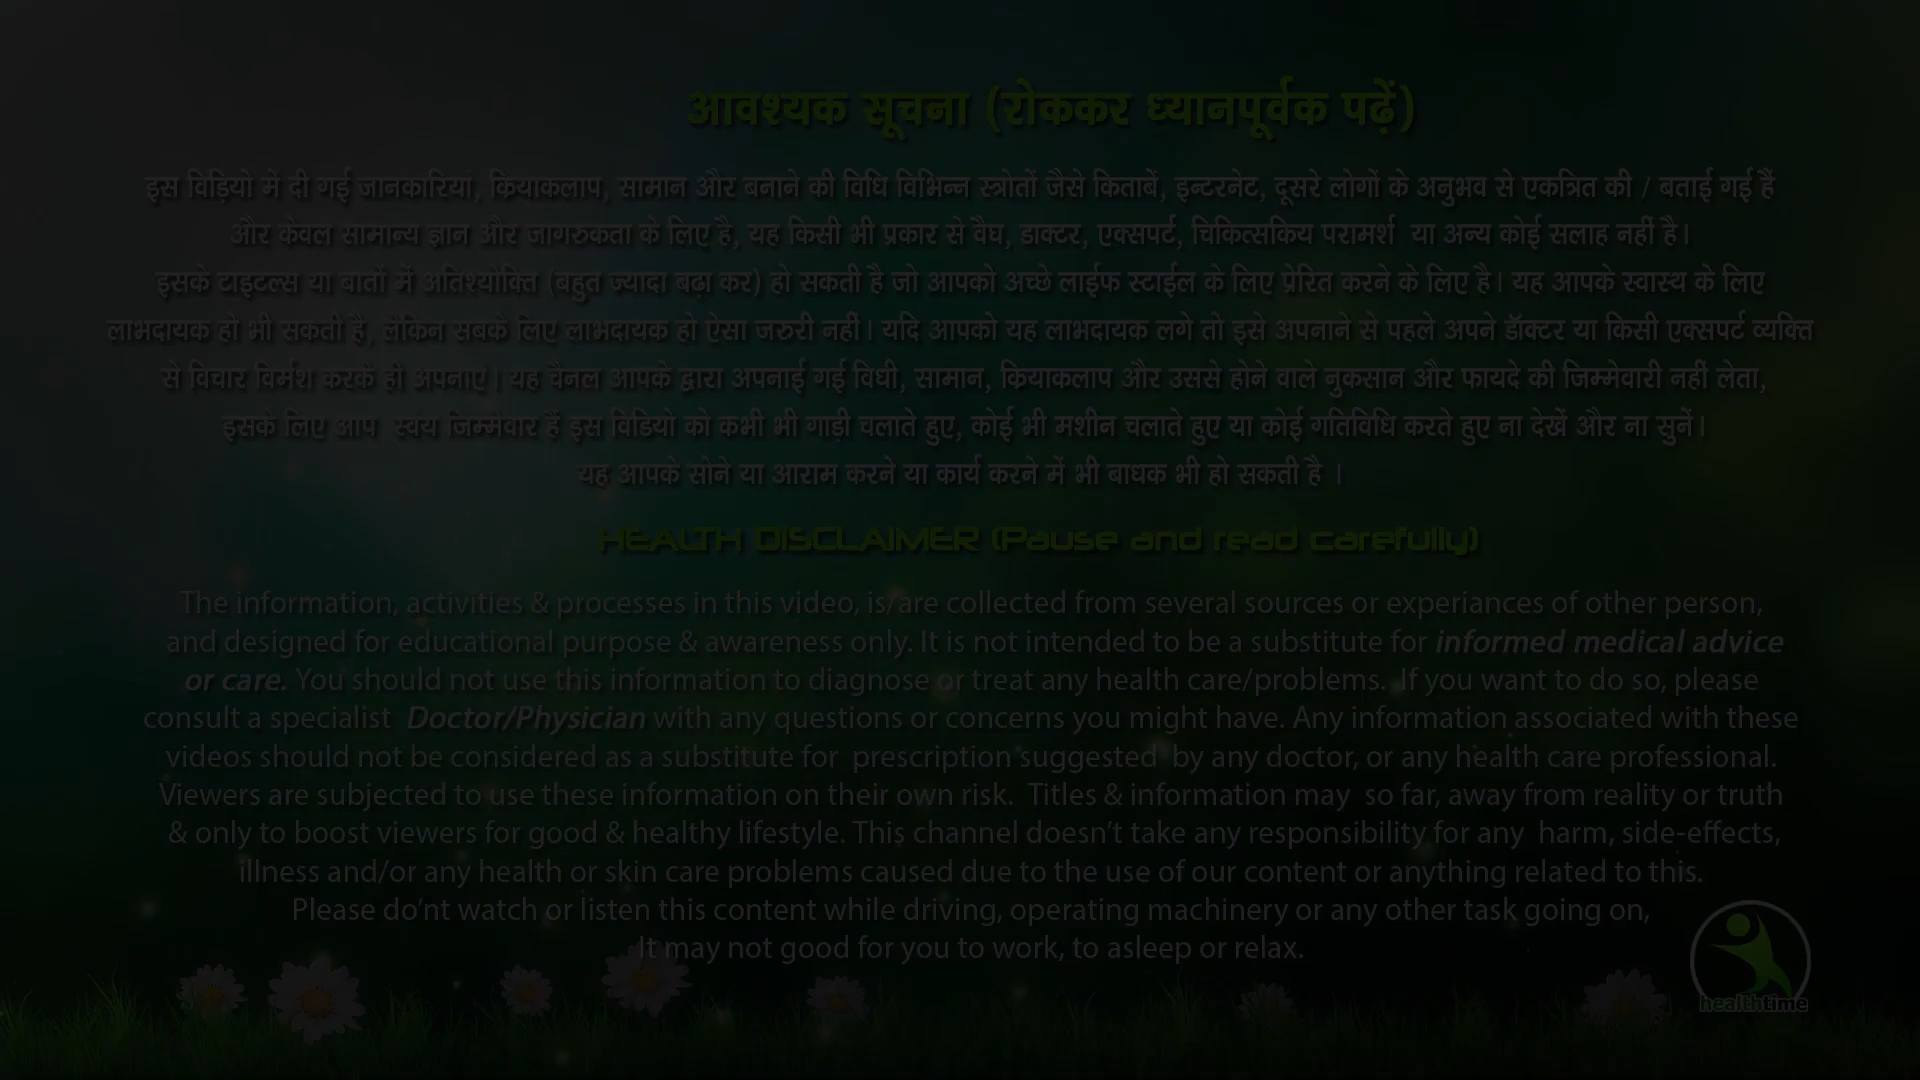 आवश्यक सूचना (रोककर ध्यानपूर्वक पढ़ें)
इस विडियो में दी गई जानकारियां, क्रियाकलाप, सामान और बनाने की विधि विभिन्न स्त्रोतों जैसे किताबें, इन्टरनेट, दूसरे लोगों के अनुभव से एकत्रित की / बताई गई हैं
और केवल सामान्य ज्ञान और जागरुकता के लिए है, यह किसी भी प्रकार से वैघ, डाक्टर, एक्सपर्ट, चिकित्सकिय परामर्श या अन्य कोई सलाह नहीं है।
इसके टाइटल्स या बातों में अतिश्योक्ति (बहुत ज्यादा बढ़ा कर) हो सकती है जो आपको अच्छे लाईफ स्टाईल के लिए प्रेरित करने के लिए है। यह आपके स्वास्थ के लिए
लाभदायक हो भी सकती है, लेकिन सबके लिए लाभदायक हो ऐसा जरुरी नहीं। यदि आपको यह लाभदायक लगे तो इसे अपनाने से पहले अपने डॉक्टर या किसी एक्सपर्ट व्यक्ति
से विचार विर्मश करके ही अपनाए। यह चैनल आपके द्वारा अपनाई गई विधी, सामान, कियाकलाप और उससे होने वाले नुकसान और फायदे की जिम्मेवारी नहीं लेता,
इसके लिए आप स्वंय जिम्मेवार हैं इस विडियो को कभी भी गाड़ी चलाते हुए, कोई भी मशीन चलाते हुए या कोई गतिविधि करते हुए ना देखें और ना सुनें।
यह आपके सोने या आराम करने या कार्य करने में भी बाधक भी हो सकती है ।
HEALTH DISCLAIMER (Pause and read carefully)
The information, activities & processes in this video, is/are collected from several sources or experiances of other person,
and designed for educational purpose & awareness only. It is not intended to be a substitute for informed medical advice
or care. You should not use this information to diagnose or treat any health care/problems. If you want to do so, please
consult a specialist Doctor/Physician with any questions or concerns you might have. Any information associated with these
videos should not be considered as a substitute for prescription suggested by any doctor, or any health care professional.
Viewers are subjected to use these information on their own risk. Titles & information may so far, away from reality or truth
& only to boost viewers for good & healthy lifestyle. This channel doesn't take any responsibility for any harm, side-effects,
illness and/or any health or skin care problems caused due to the use of our content or anything related to this.
Please do'nt watch or listen this content while driving, operating machinery or any other task going on,
It may not good for you to work, to asleep or relax.
healthtime